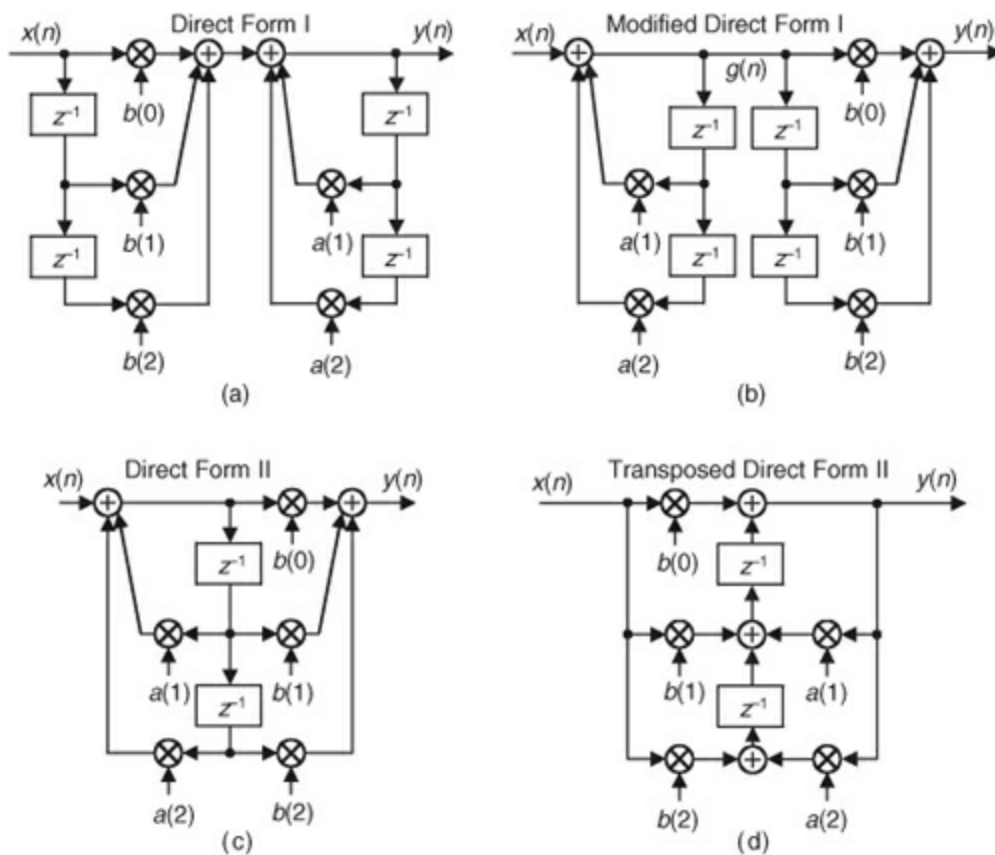 Direct Form I
x(n)
y(n)
b(0)
z⁻¹
z⁻¹
b(1)
a(1)
z⁻¹
z⁻¹
b(2)
a(2)
(a)
Modified Direct Form I
x(n)
y(n)
g(n)
b(0)
z⁻¹
z⁻¹
a(1)
b(1)
z⁻¹
z⁻¹
a(2)
b(2)
(b)
Direct Form II
x(n)
y(n)
b(0)
z⁻¹
a(1)
b(1)
z⁻¹
a(2)
b(2)
(c)
Transposed Direct Form II
x(n)
y(n)
b(0)
z⁻¹
b(1)
a(1)
z⁻¹
b(2)
a(2)
(d)